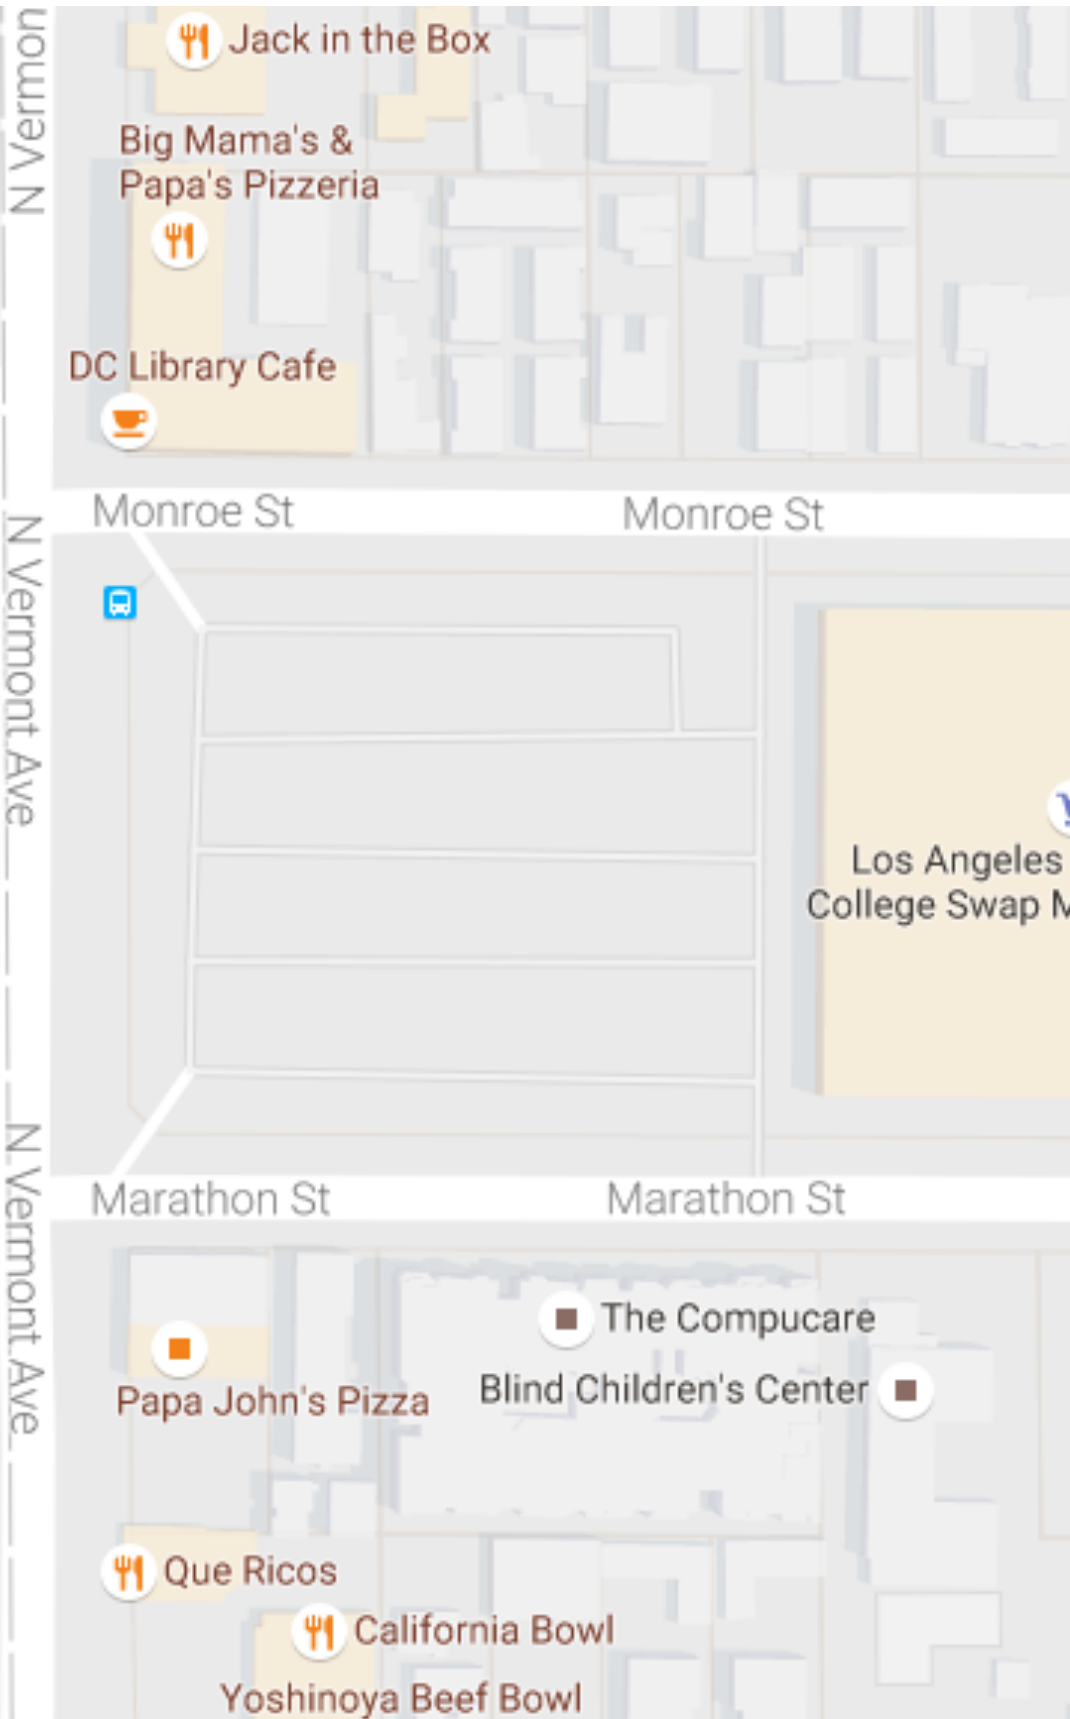 Jack in the Box
N Vermon
Big Mama's &
Papa's Pizzeria
DC Library Cafe
Monroe St
Monroe St
N Vermont Ave
Los Angeles
College Swap M
N Vermont Ave
Marathon St
Marathon St
The Compucare
Blind Children's Center
Papa John's Pizza
Que Ricos
California Bowl
Yoshinoya Beef Bowl